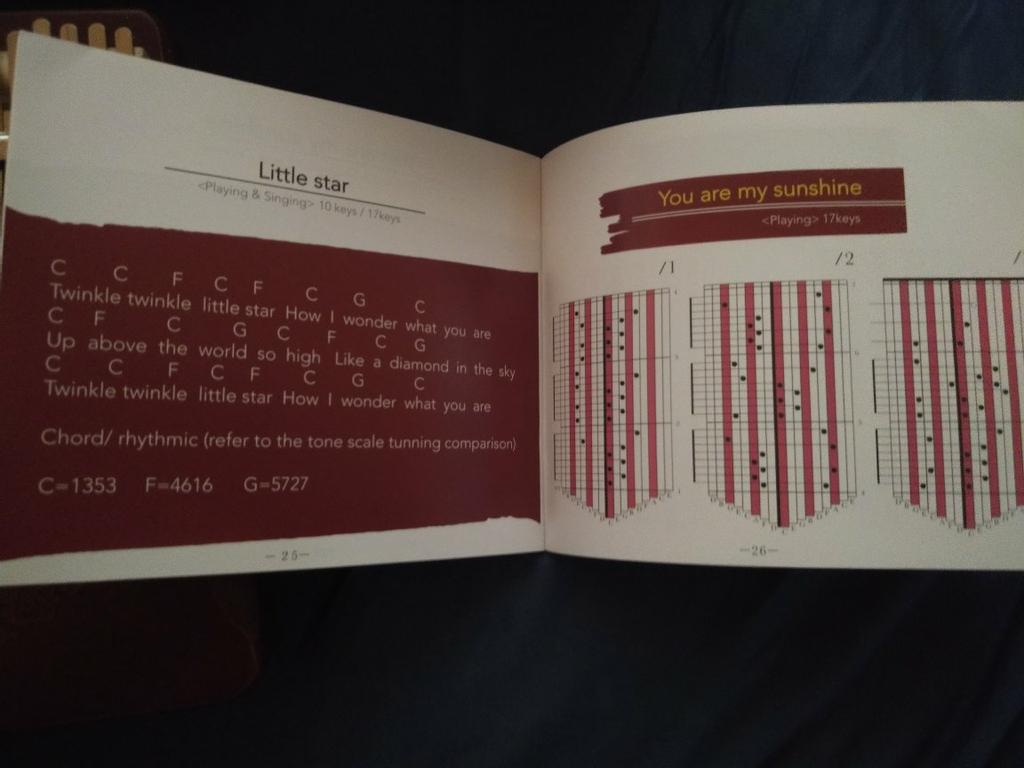 Little star
<Playing & Singing> 10 keys / 17keys
C C F C F C G C
Twinkle twinkle little star How I wonder what you are
C F C G C F C G
Up above the world so high Like a diamond in the sky
C C F C F C G C
Twinkle twinkle little star How I wonder what you are
Chord/ rhythmic (refer to the tone scale tunning comparison)
C=1353 F=4616 G=5727
—25—
You are my sunshine
<Playing> 17keys
/1 /2 /
—26—